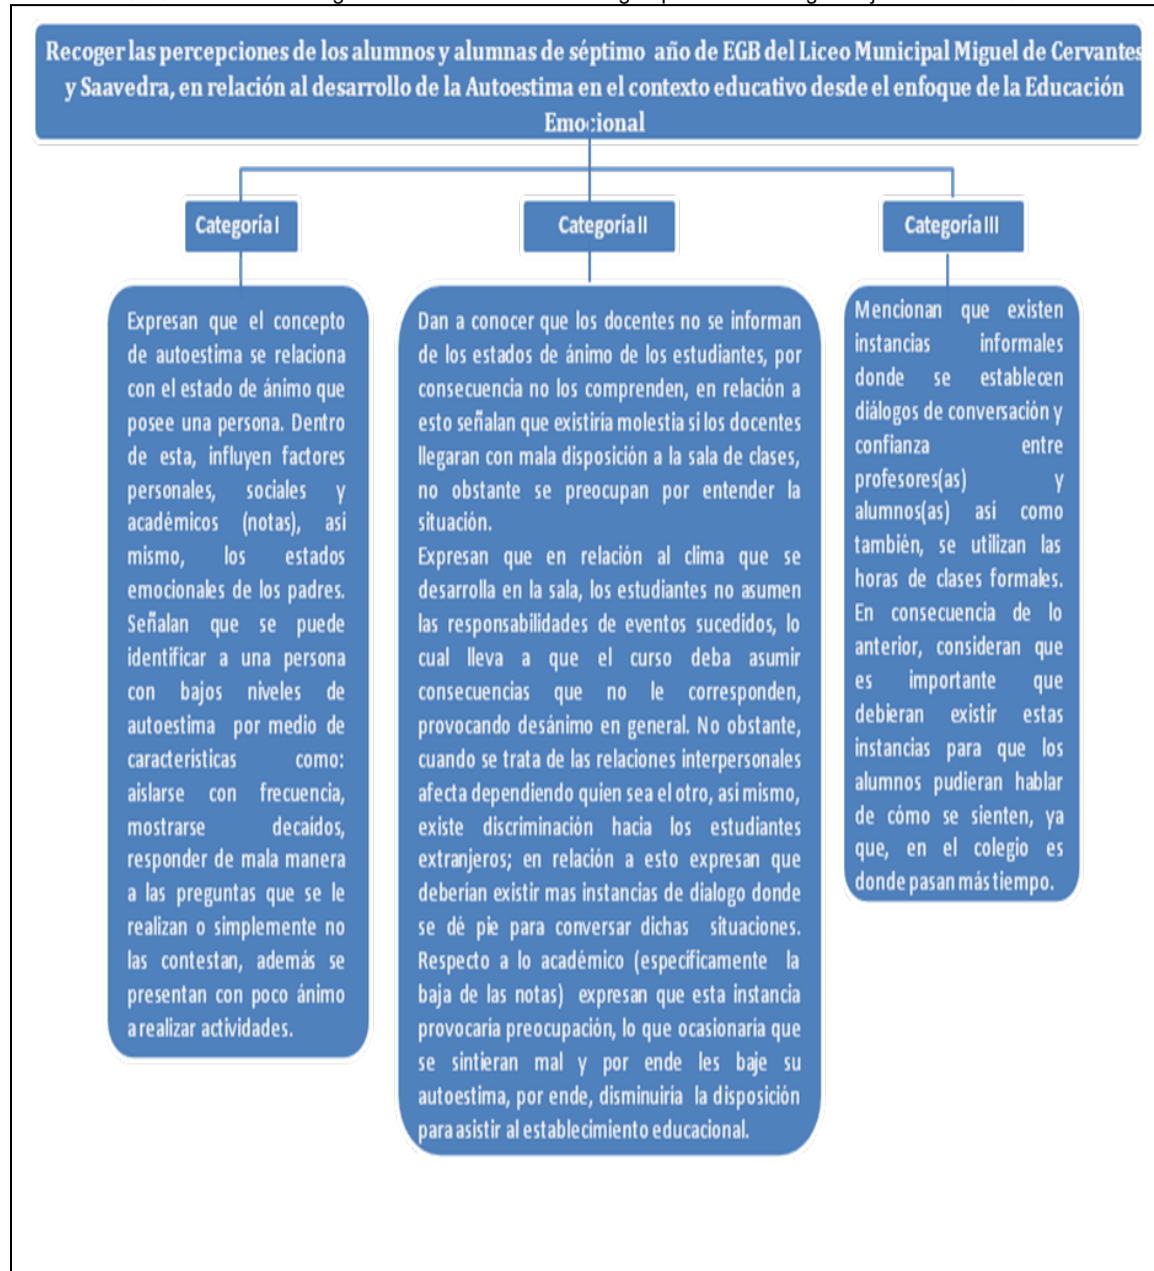 Recoger las percepciones de los alumnos y alumnas de séptimo año de EGB del Liceo Municipal Miguel de Cervantes
y Saavedra, en relación al desarrollo de la Autoestima en el contexto educativo desde el enfoque de la Educación
Emocional
Categoría I
Categoría II
Categoría III
Expresan que el concepto
de autoestima se relaciona
con el estado de ánimo que
posee una persona. Dentro
de esta, influyen factores
personales, sociales y
académicos (notas), así
mismo, los estados
emocionales de los padres.
Señalan que se puede
identificar a una persona
con bajos niveles de
autoestima por medio de
características como:
aislarse con frecuencia,
mostrarse decaídos,
responder de mala manera
a las preguntas que se le
realizan o simplemente no
las contestan, además se
presentan con poco ánimo
a realizar actividades.
Dan a conocer que los docentes no se informan
de los estados de ánimo de los estudiantes, por
consecuencia no los comprenden, en relación a
esto señalan que existiría molestia si los docentes
llegaran con mala disposición a la sala de clases,
no obstante se preocupan por entender la
situación.
Expresan que en relación al clima que se
desarrolla en la sala, los estudiantes no asumen
las responsabilidades de eventos sucedidos, lo
cual lleva a que el curso deba asumir
consecuencias que no le corresponden,
provocando desánimo en general. No obstante,
cuando se trata de las relaciones interpersonales
afecta dependiendo quien sea el otro, así mismo,
existe discriminación hacia los estudiantes
extranjeros; en relación a esto expresan que
deberían existir mas instancias de dialogo donde
se dé pie para conversar dichas situaciones.
Respecto a lo académico (específicamente la
baja de las notas) expresan que esta instancia
provocaría preocupación, lo que ocasionaría que
se sintieran mal y por ende les baje su
autoestima, por ende, disminuiría la disposición
para asistir al establecimiento educacional.
Mencionan que existen
instancias informales
donde se establecen
diálogos de conversación y
confianza entre
profesores(as) y
alumnos(as) así como
también, se utilizan las
horas de clases formales.
En consecuencia de lo
anterior, consideran que
es importante que
debieran existir estas
instancias para que los
alumnos pudieran hablar
de cómo se sienten, ya
que, en el colegio es
donde pasan más tiempo.